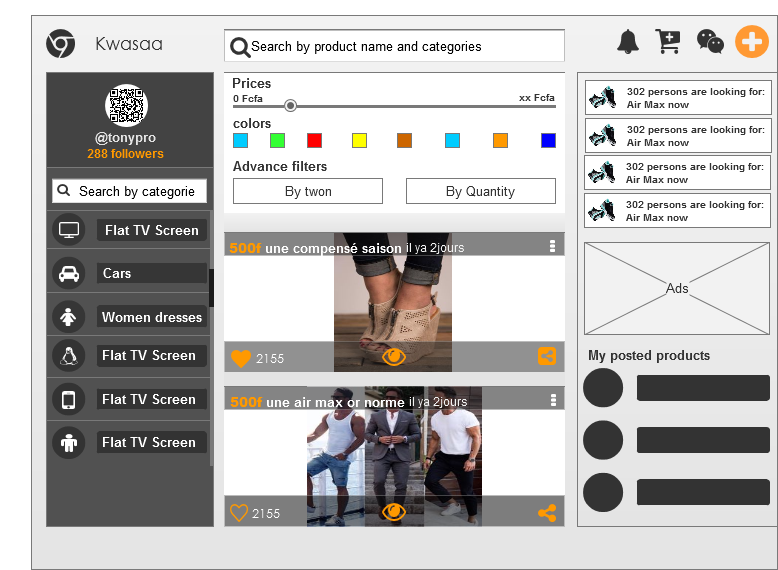 Kwasaa
Search by product name and categories
@tonypro
288 followers
Search by categorie
Flat TV Screen
Cars
Women dresses
Flat TV Screen
Flat TV Screen
Flat TV Screen
Prices
0 Fcfa
xx Fcfa
colors
Advance filters
By twon
By Quantity
500f une compensé saison il ya 2jours
2155
500f une air max or norme il ya 2jours
2155
302 persons are looking for:
Air Max now
302 persons are looking for:
Air Max now
302 persons are looking for:
Air Max now
302 persons are looking for:
Air Max now
Ads
My posted products